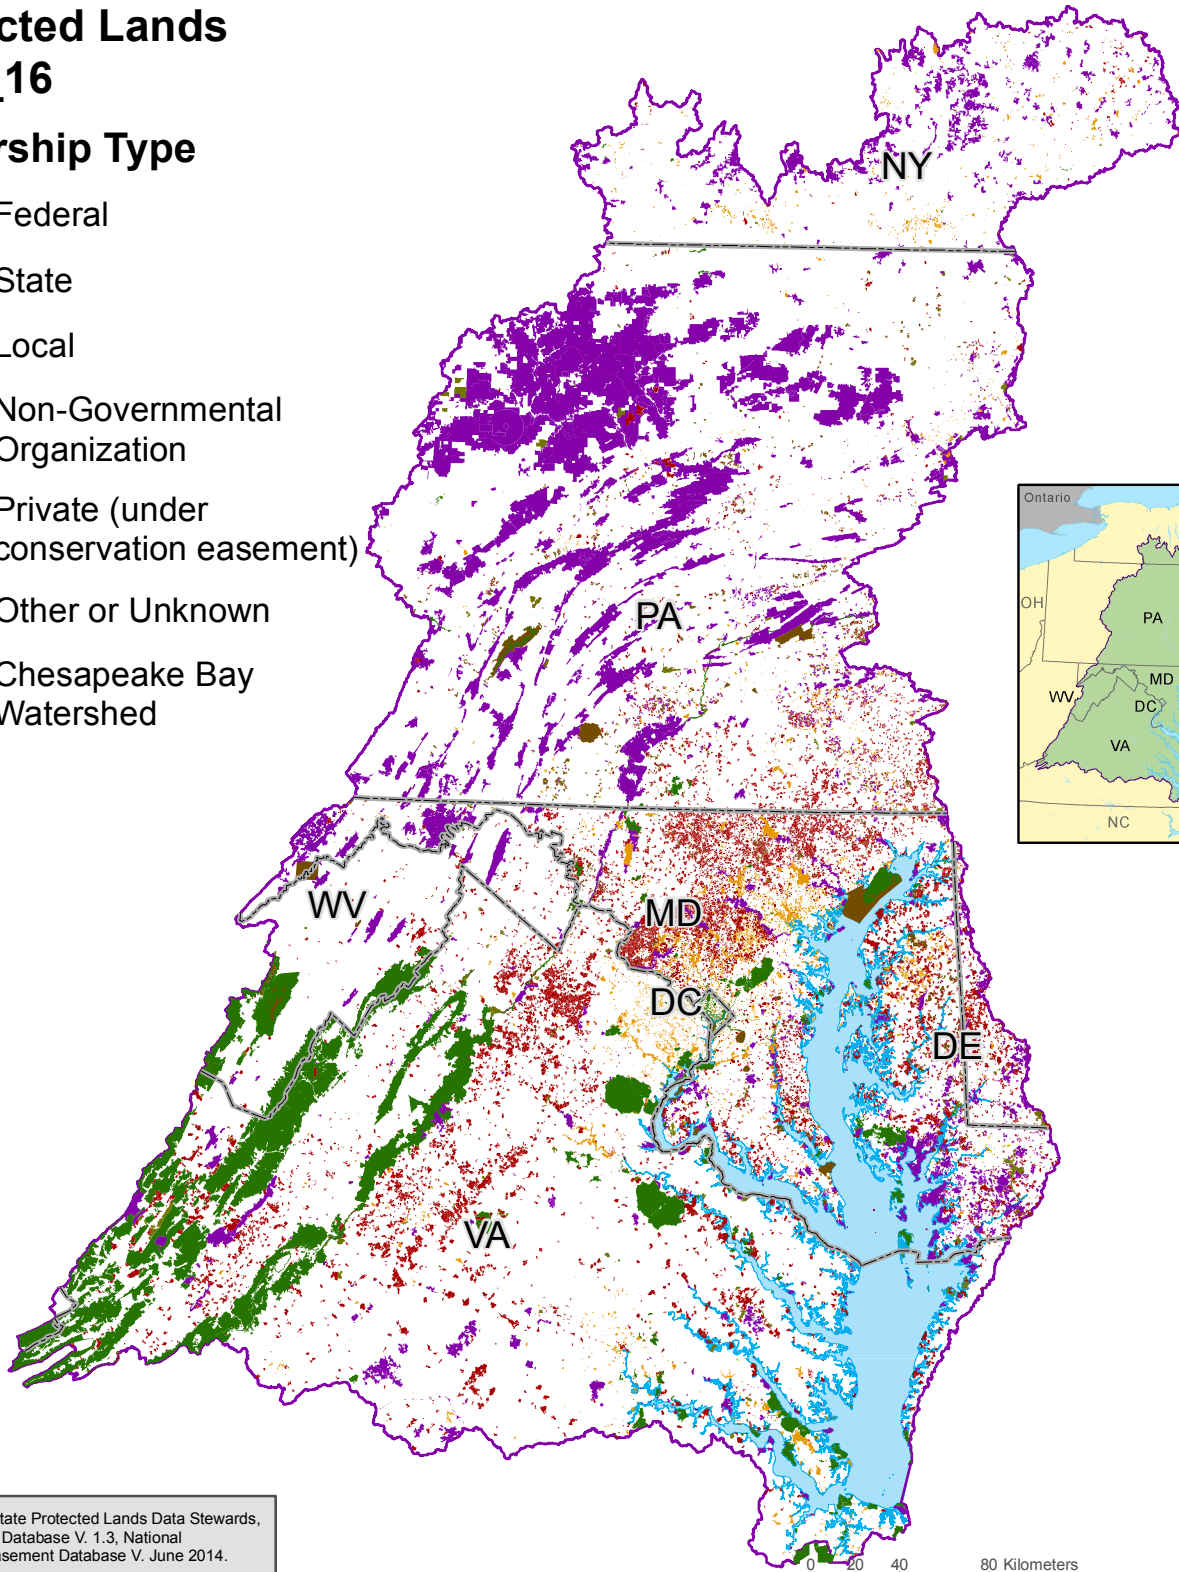 cted Lands
_16
rship Type
Federal
State
Local
Non-Governmental
Organization
Private (under
conservation easement)
Other or Unknown
Chesapeake Bay
Watershed
NY
PA
WV
MD
DC
DE
VA
Ontario
OH
PA
WV
MD
DC
VA
NC
tate Protected Lands Data Stewards,
Database V. 1.3, National
asement Database V. June 2014.
0 20 40 80 Kilometers